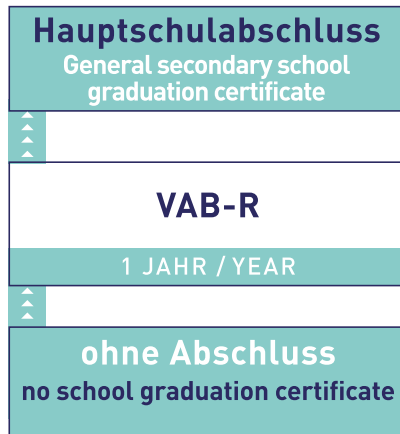 Hauptschulabschluss
General secondary school
graduation certificate
VAB-R
1 JAHR / YEAR
ohne Abschluss
no school graduation certificate